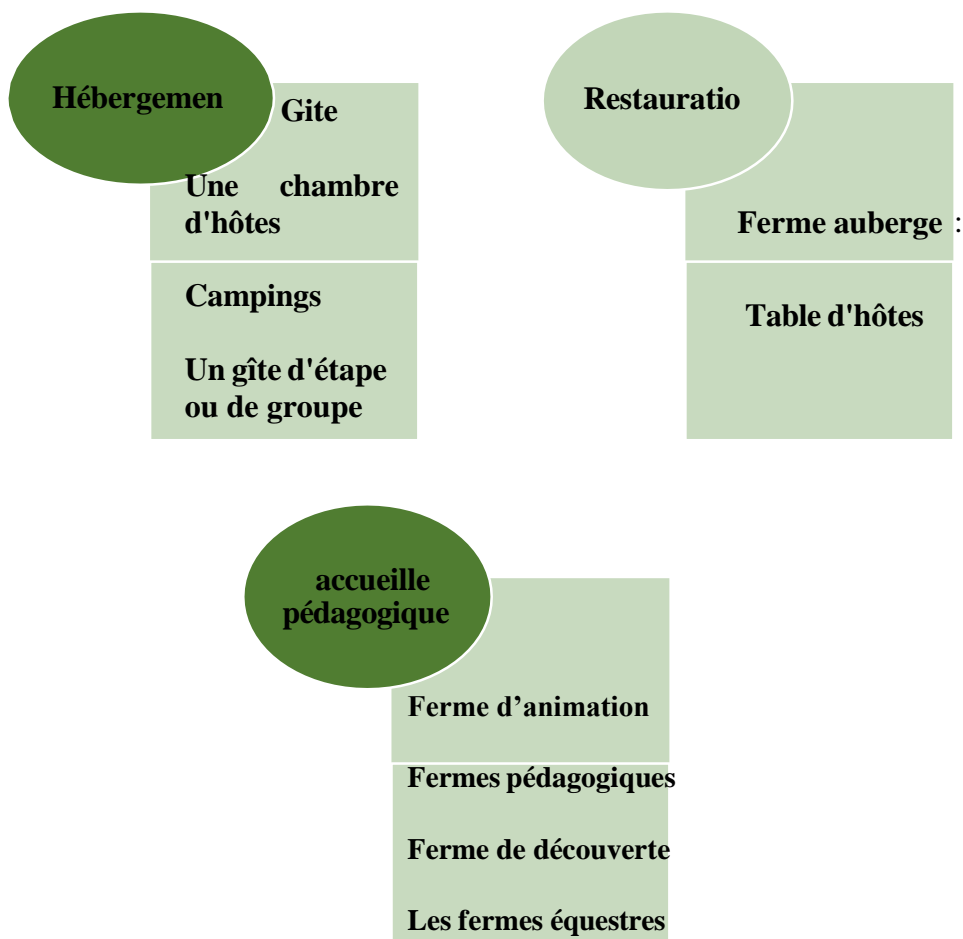 Hébergemen
Gite
Une chambre
d'hôtes
Campings
Un gîte d'étape
ou de groupe
Restauratio
Ferme auberge :
Table d'hôtes
accueille
pédagogique
Ferme d’animation
Fermes pédagogiques
Ferme de découverte
Les fermes équestres